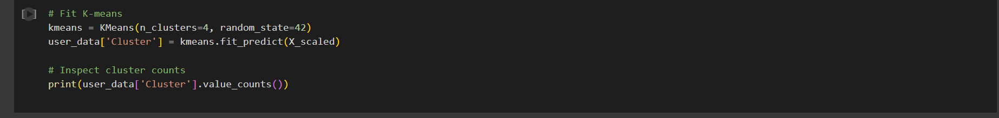 # Fit K-means
kmeans = KMeans(n_clusters=4, random_state=42)
user_data['Cluster'] = kmeans.fit_predict(X_scaled)
# Inspect cluster counts
print(user_data['Cluster'].value_counts())